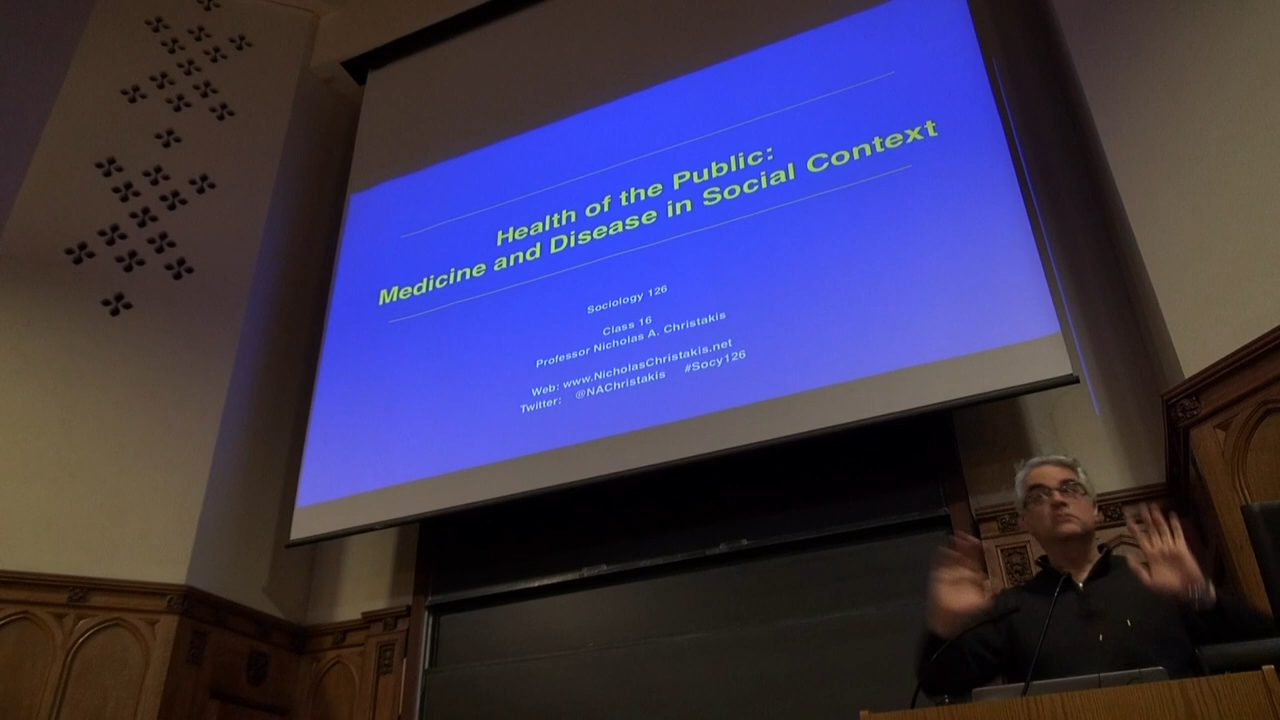 Health of the Public:
Medicine and Disease in Social Context
Sociology 126
Class 16
Professor Nicholas A. Christakis
Web: www.NicholasChristakis.net
Twitter: @NAChristakis #Socy126